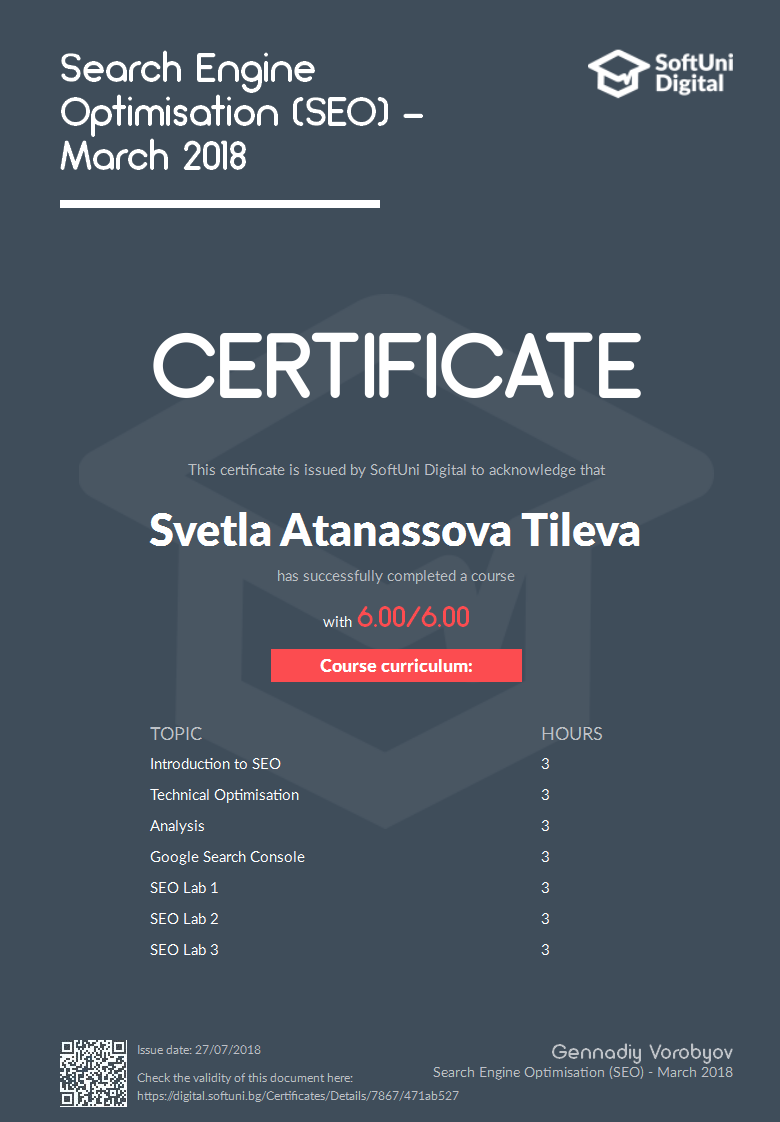 Search Engine
Optimisation (SEO) –
March 2018
SoftUni
Digital
CERTIFICATE
This certificate is issued by SoftUni Digital to acknowledge that
Svetla Atanassova Tileva
has successfully completed a course
with 6.00/6.00
Course curriculum:
TOPIC HOURS
Introduction to SEO 3
Technical Optimisation 3
Analysis 3
Google Search Console 3
SEO Lab 1 3
SEO Lab 2 3
SEO Lab 3 3
Issue date: 27/07/2018
Check the validity of this document here:
https://digital.softuni.bg/Certificates/Details/7867/471ab527
Gennadiy Vorobyov
Search Engine Optimisation (SEO) - March 2018